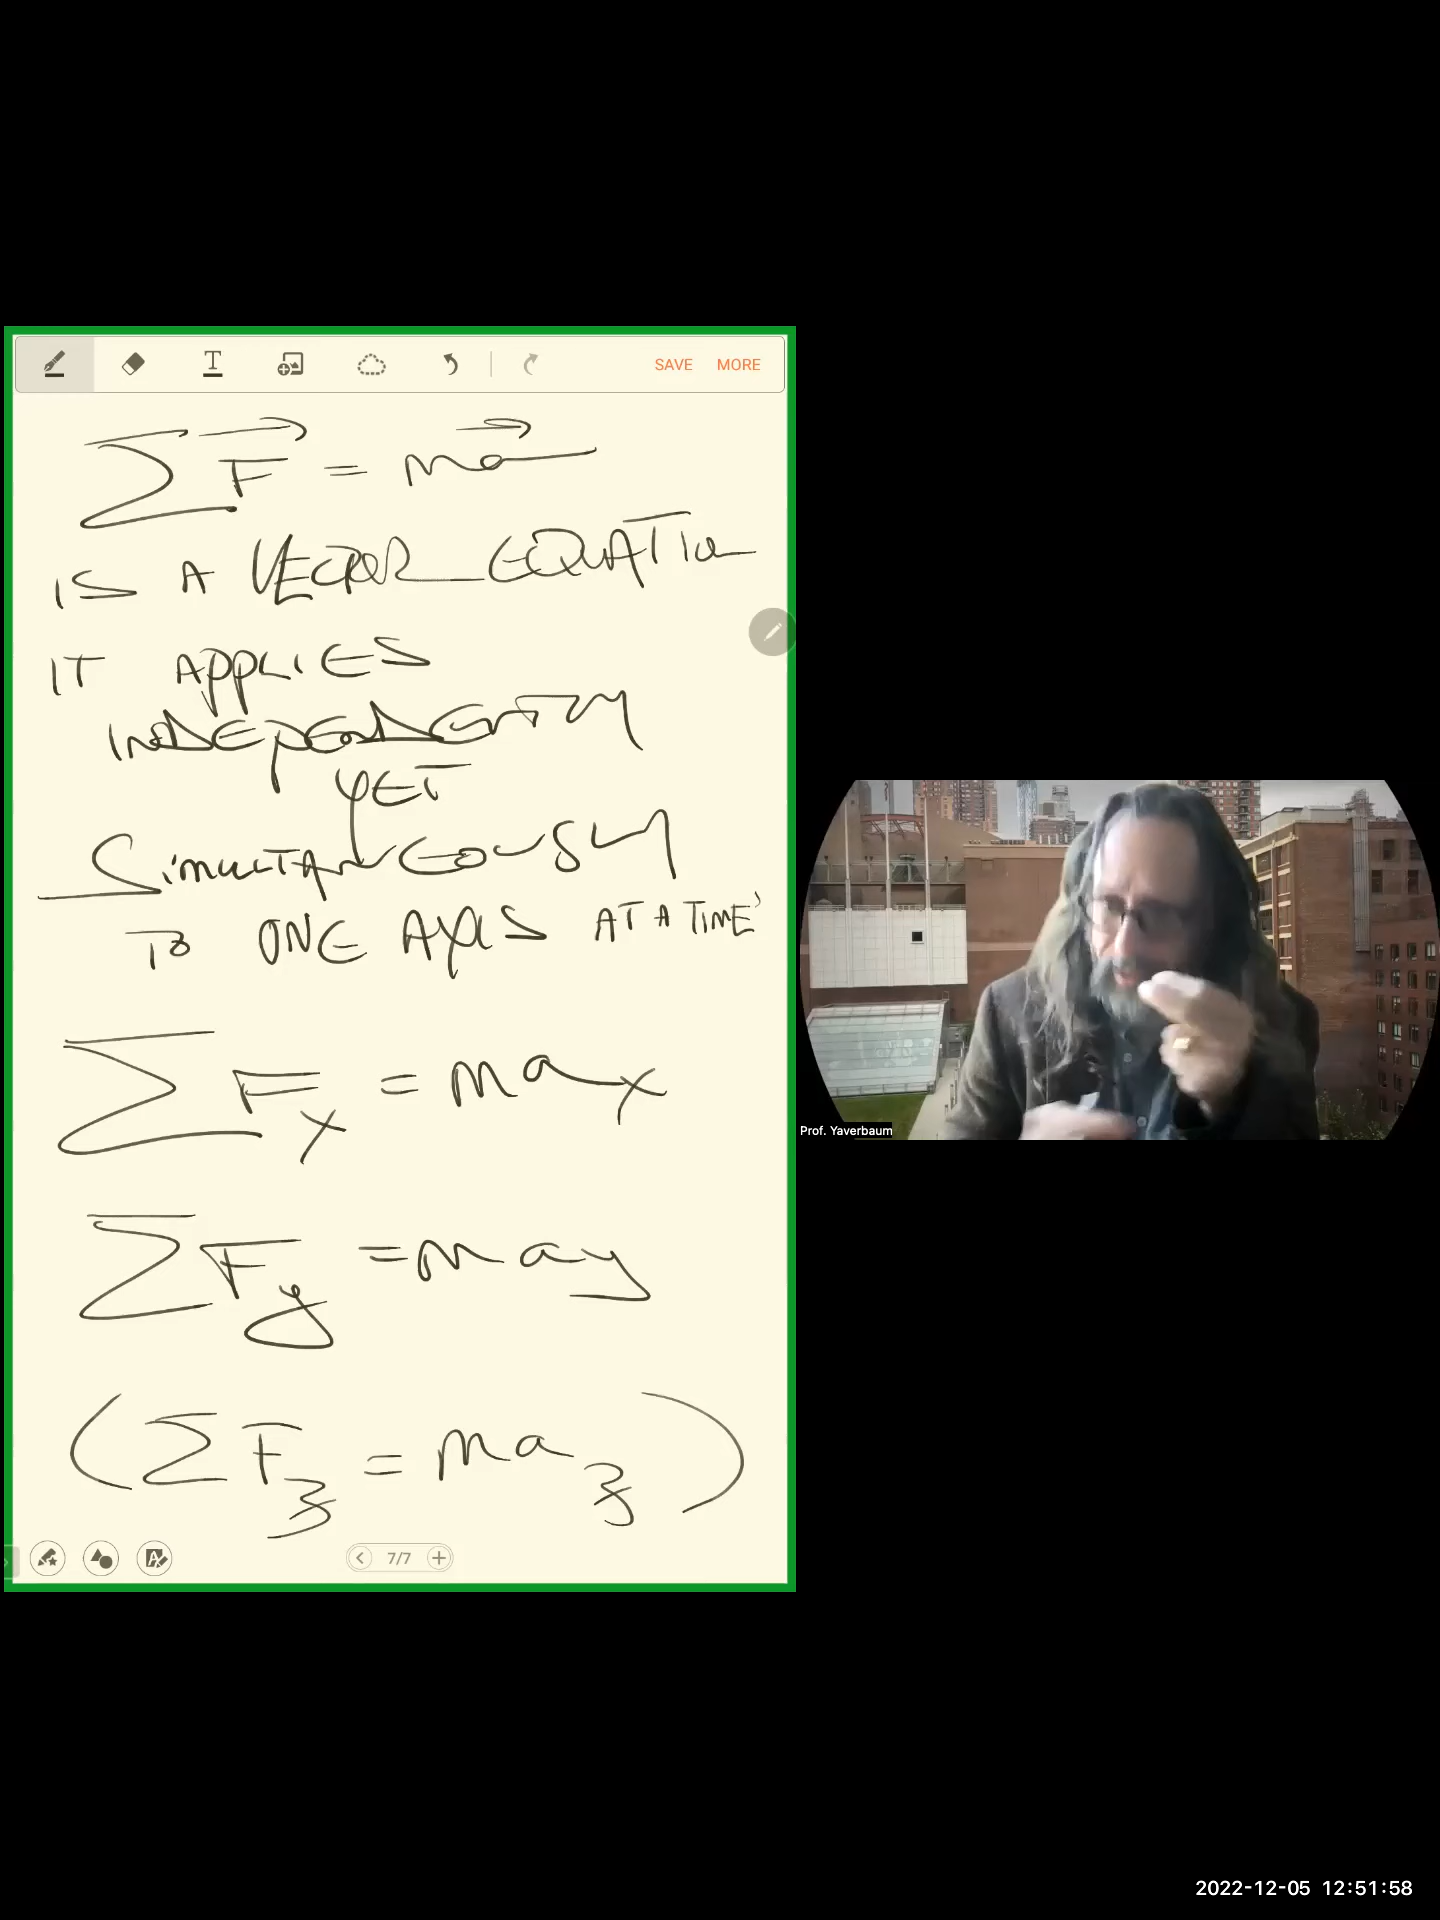 SAVE MORE
ΣF⃗ = ma⃗
IS A VECTOR EQUATION
IT APPLIES
INDEPENDENTLY
YET
SIMULTANEOUSLY
TO ONE AXIS AT A TIME
ΣFx = max
ΣFy = may
(ΣFz = maz)
7/7
Prof. Yaverbaum
2022-12-05 12:51:58